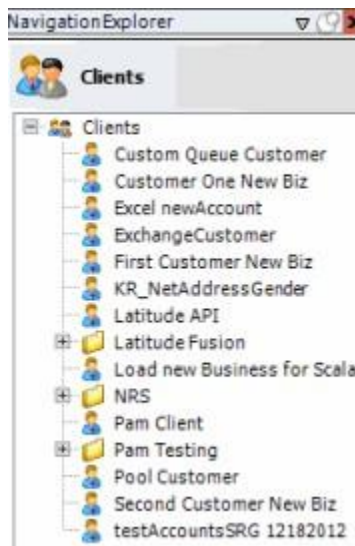 NavigationExplorer
Clients
Clients
Custom Queue Customer
Customer One New Biz
Excel newAccount
ExchangeCustomer
First Customer New Biz
KR_NetAddressGender
Latitude API
Latitude Fusion
Load new Business for Scala
NRS
Pam Client
Pam Testing
Pool Customer
Second Customer New Biz
testAccountsSRG 12182012